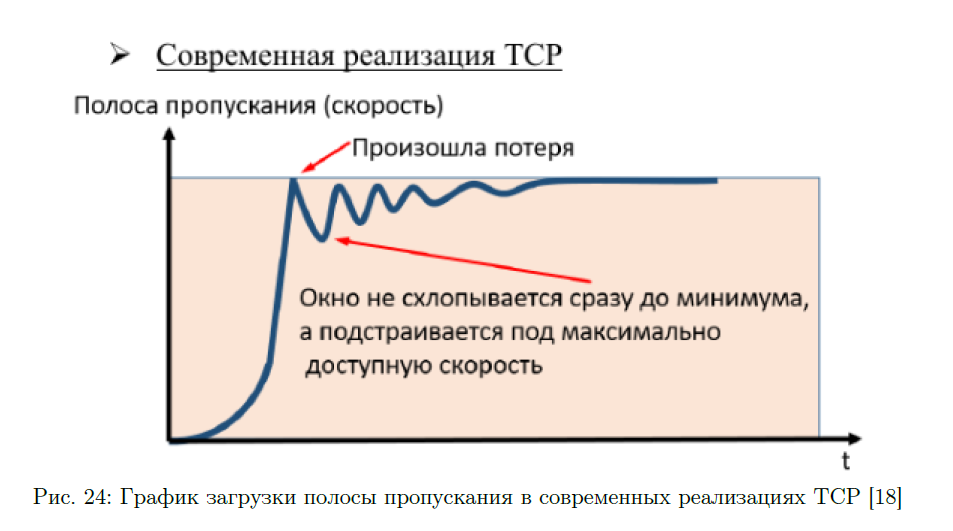 ➢ Современная реализация TCP
Полоса пропускания (скорость)
Произошла потеря
Окно не схлопывается сразу до минимума,
а подстраивается под максимально
доступную скорость
t
Рис. 24: График загрузки полосы пропускания в современных реализациях TCP [18]